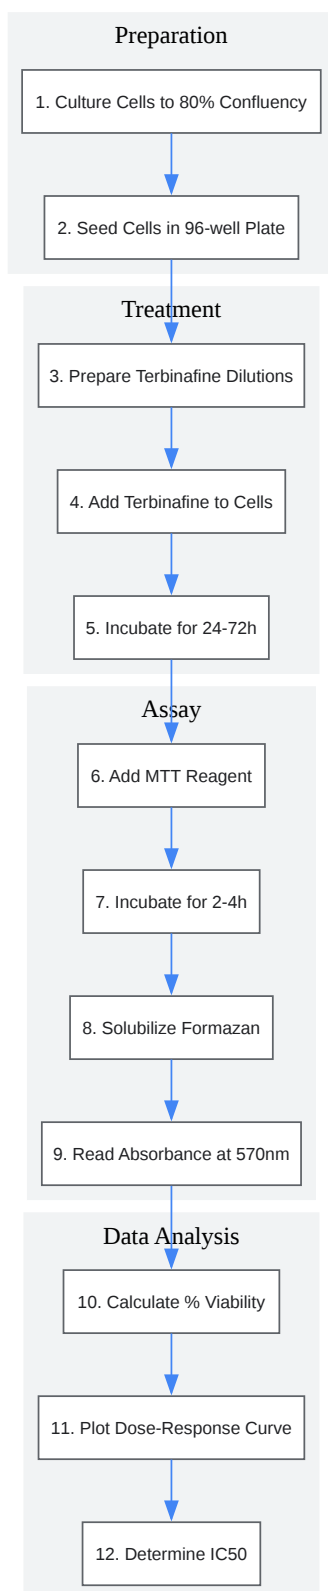 Preparation
1. Culture Cells to 80% Confluency
2. Seed Cells in 96-well Plate
Treatment
3. Prepare Terbinafine Dilutions
4. Add Terbinafine to Cells
5. Incubate for 24-72h
Assay
6. Add MTT Reagent
7. Incubate for 2-4h
8. Solubilize Formazan
9. Read Absorbance at 570nm
Data Analysis
10. Calculate % Viability
11. Plot Dose-Response Curve
12. Determine IC50